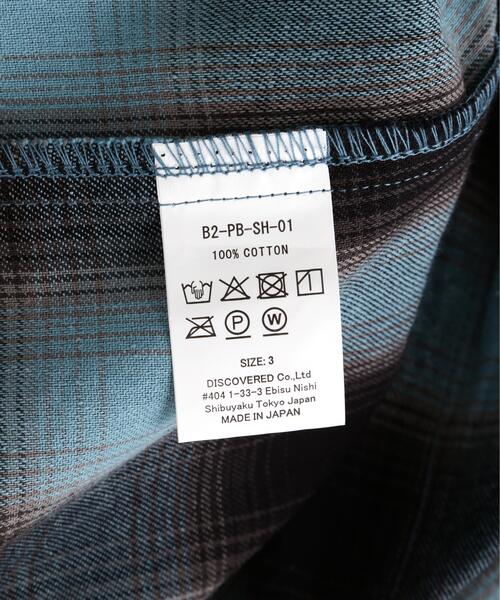 B2-PB-SH-01
100% COTTON
P W
SIZE: 3
DISCOVERED Co.,Ltd
#404 1-33-3 Ebisu Nishi
Shibuyaku Tokyo Japan
MADE IN JAPAN